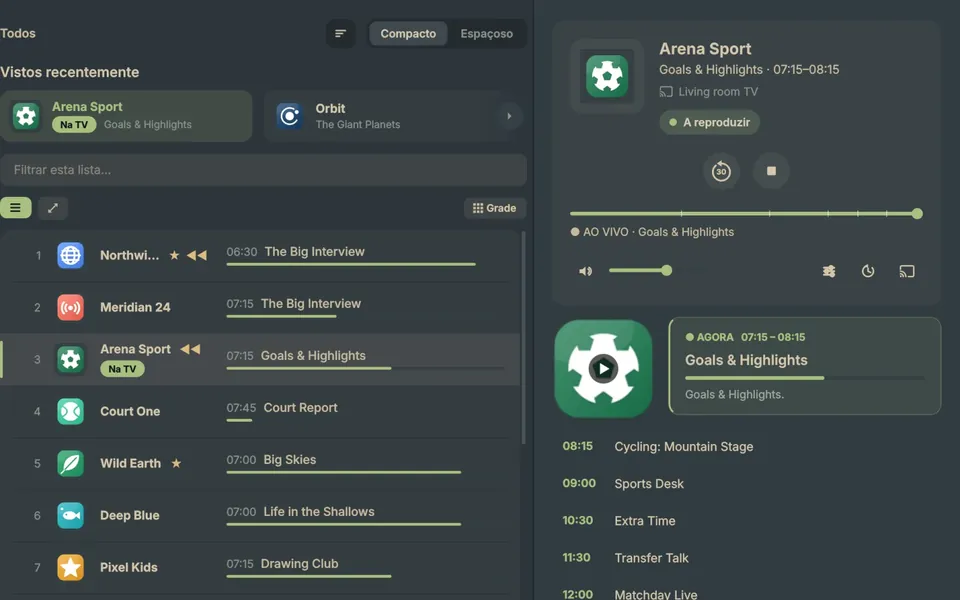 Todos
Compacto
Espaçoso
Vistos recentemente
Arena Sport
Na TV
Goals & Highlights
Orbit
The Giant Planets
Filtrar esta lista...
Grade
1
Northwi...
06:30 The Big Interview
2
Meridian 24
07:15 The Big Interview
3
Arena Sport
Na TV
07:15 Goals & Highlights
4
Court One
07:45 Court Report
5
Wild Earth
07:00 Big Skies
6
Deep Blue
07:00 Life in the Shallows
7
Pixel Kids
07:15 Drawing Club
Arena Sport
Goals & Highlights · 07:15–08:15
Living room TV
A reproduzir
30
AO VIVO · Goals & Highlights
AGORA 07:15 – 08:15
Goals & Highlights
Goals & Highlights.
08:15 Cycling: Mountain Stage
09:00 Sports Desk
10:30 Extra Time
11:30 Transfer Talk
12:00 Matchday Live